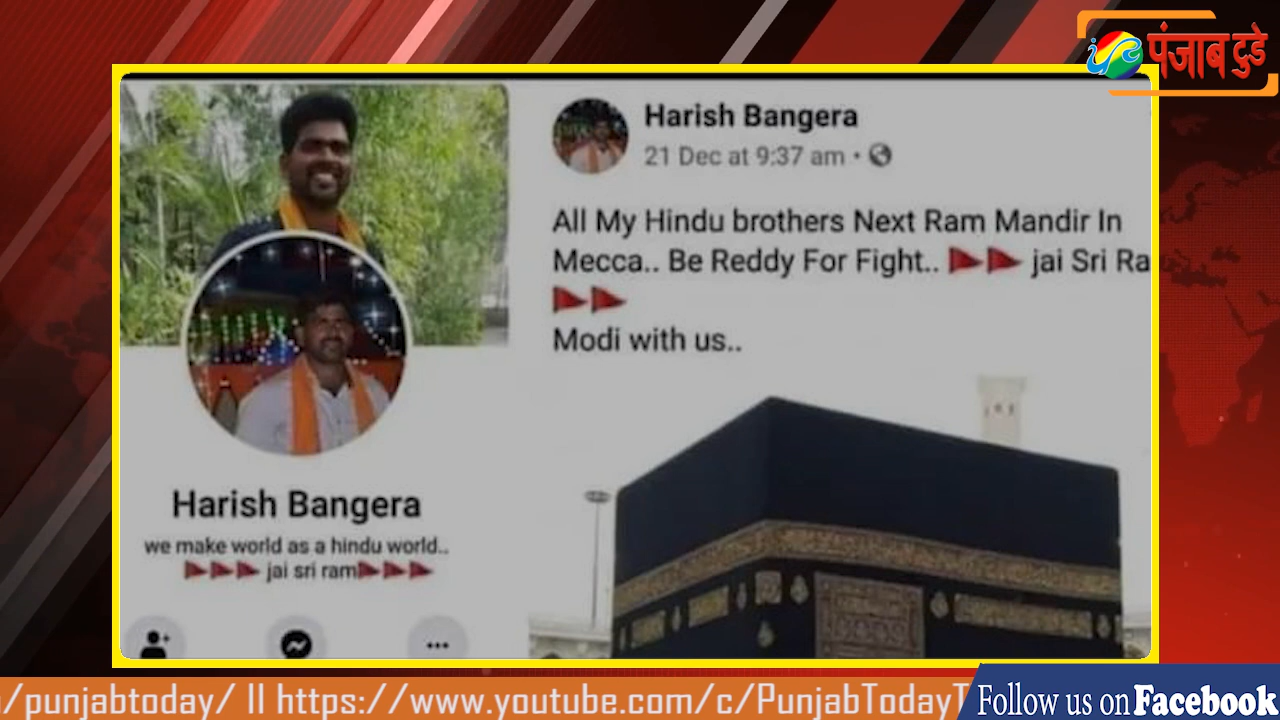 पंजाब टुडे
Harish Bangera
21 Dec at 9:37 am
All My Hindu brothers Next Ram Mandir In
Mecca.. Be Reddy For Fight.. 🚩🚩 jai Sri Ra
🚩🚩
Modi with us..
Harish Bangera
we make world as a hindu world..
🚩🚩🚩 jai sri ram🚩🚩🚩
/punjabtoday/ II https://www.youtube.com/c/PunjabTodayT
Follow us on Facebook